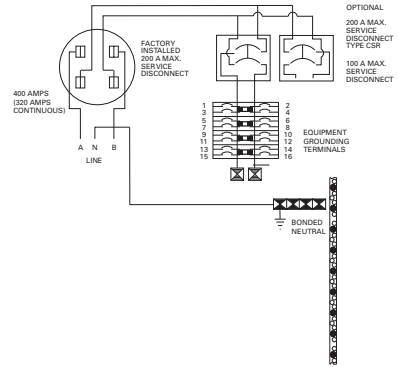 OPTIONAL
200 A MAX.
SERVICE
DISCONNECT
TYPE CSR
100 A MAX.
SERVICE
DISCONNECT
FACTORY
INSTALLED
200 A MAX.
SERVICE
DISCONNECT
400 AMPS
(320 AMPS
CONTINUOUS)
A N B
LINE
1 2
3 4
5 6
7 8
9 10
11 12
13 14
15 16
EQUIPMENT
GROUNDING
TERMINALS
BONDED
NEUTRAL